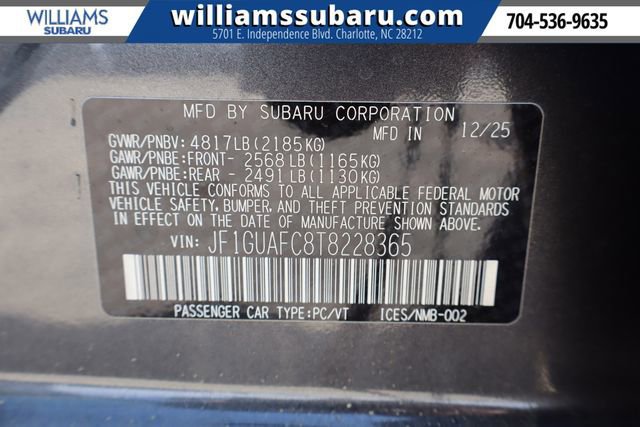 WILLIAMS
SUBARU
williamssubaru.com
5701 E. Independence Blvd. Charlotte, NC 28212
704-536-9635
MFD BY SUBARU CORPORATION
MFD IN 12/25
GVWR/PNBV: 4817LB(2185KG)
GAWR/PNBE:FRONT- 2568LB(1165KG)
GAWR/PNBE:REAR - 2491LB(1130KG)
THIS VEHICLE CONFORMS TO ALL APPLICABLE FEDERAL MOTOR
VEHICLE SAFETY, BUMPER, AND THEFT PREVENTION STANDARDS
IN EFFECT ON THE DATE OF MANUFACTURE SHOWN ABOVE.
VIN: JF1GUAFC8T8228365
PASSENGER CAR TYPE:PC/VT ICES/NMB-002